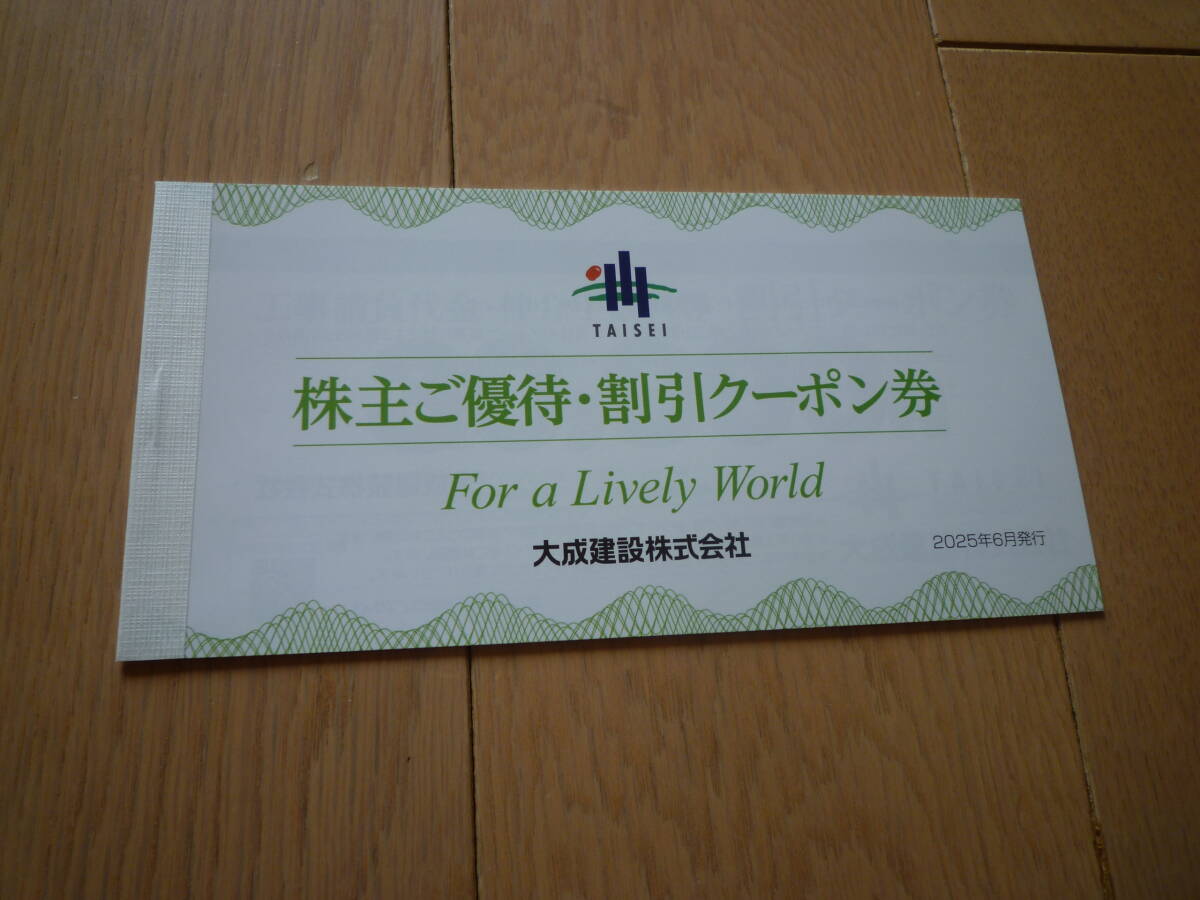 TAISEI
株主ご優待・割引クーポン券
For a Lively World
大成建設株式会社
2025年6月発行